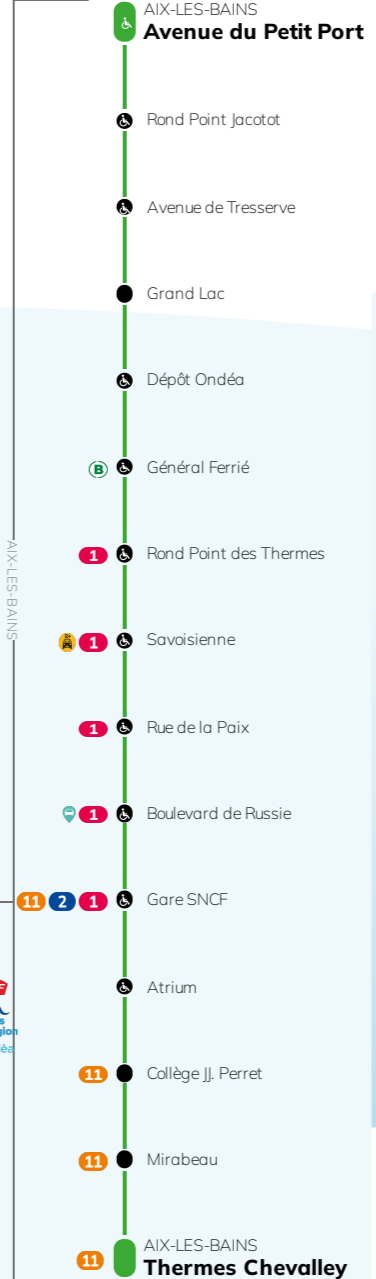 AIX-LES-BAINS
Avenue du Petit Port
Rond Point Jacotot
Avenue de Tresserve
Grand Lac
Dépôt Ondéa
B Général Ferrié
1 Rond Point des Thermes
AIX-LES-BAINS
1 Savoisienne
1 Rue de la Paix
1 Boulevard de Russie
11 2 1 Gare SNCF
Atrium
11 Collège JJ. Perret
11 Mirabeau
AIX-LES-BAINS
11 Thermes Chevalley